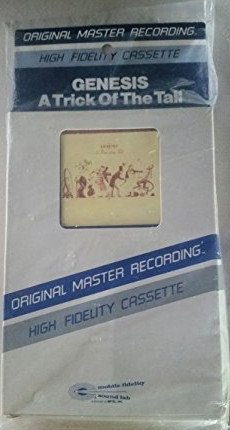 ORIGINAL MASTER RECORDING.
HIGH FIDELITY CASSETTE
GENESIS
A Trick Of The Tail
ORIGINAL MASTER RECORDING.
HIGH FIDELITY CASSETTE
mobile fidelity
sound lab